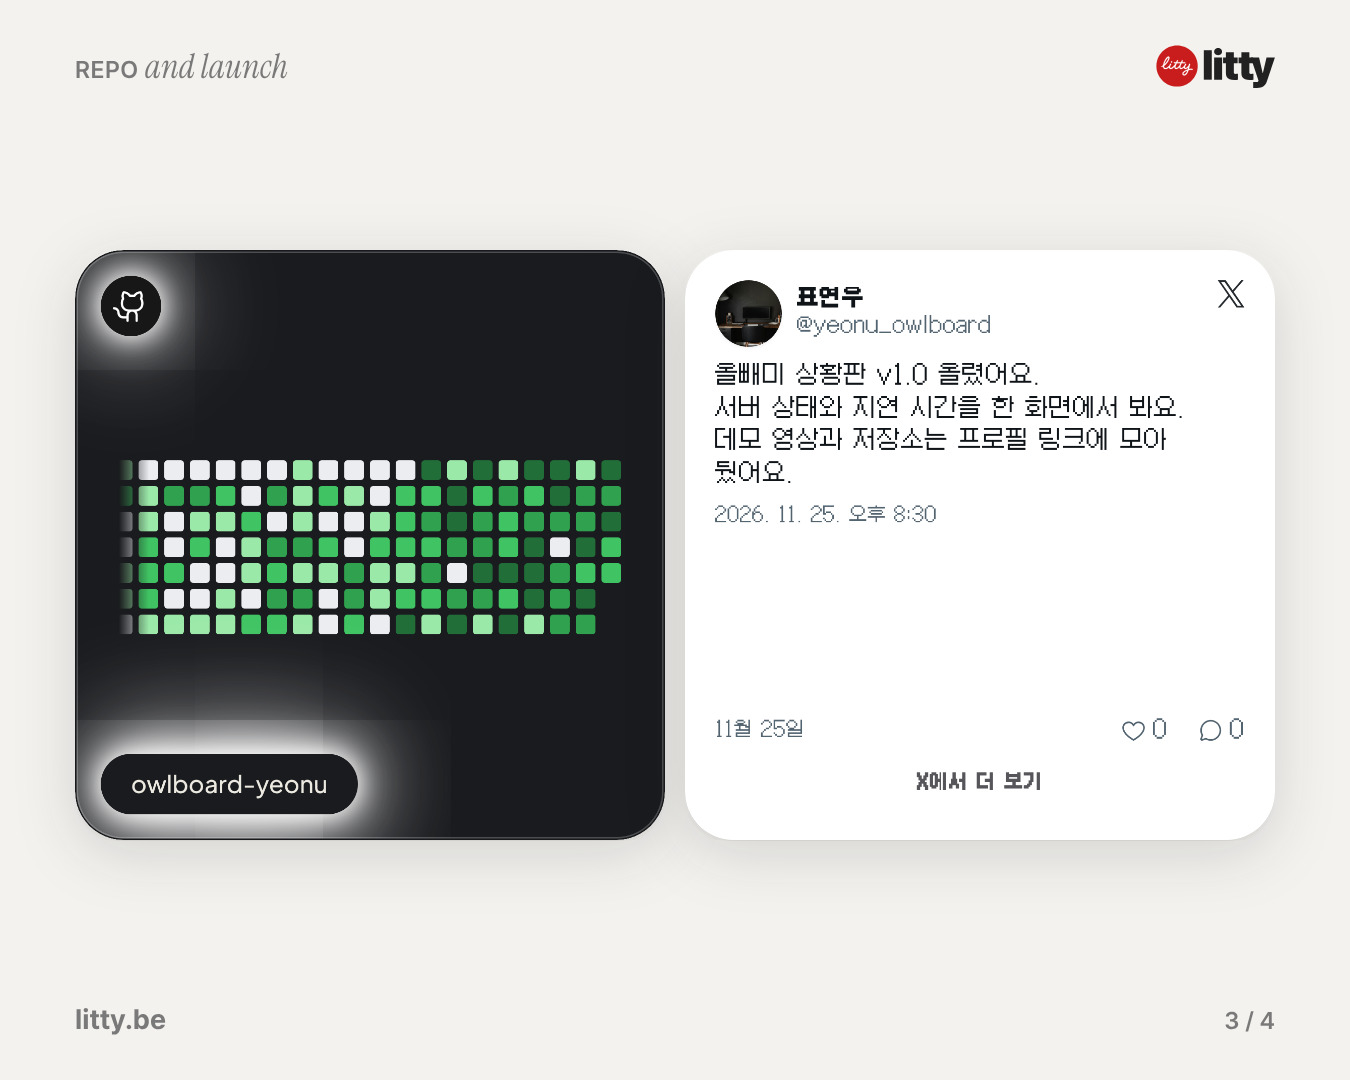 REPO and launch
litty litty
owlboard-yeonu
표연우
@yeonu_owlboard
올빼미 상황판 v1.0 올렸어요.
서버 상태와 지연 시간을 한 화면에서 봐요.
데모 영상과 저장소는 프로필 링크에 모아
뒀어요.
2026. 11. 25. 오후 8:30
11월 25일
0 0
X에서 더 보기
litty.be
3 / 4